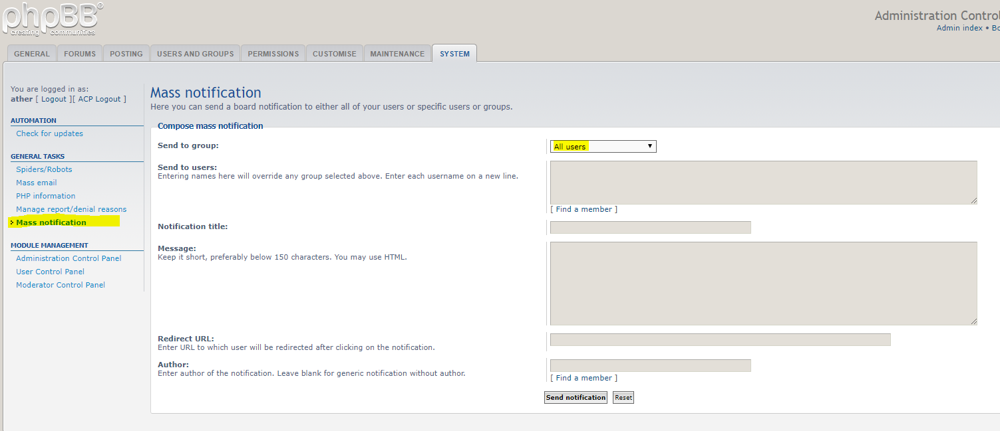 phpBB®
creating communities
Administration Control
Admin index • Bo
GENERAL
FORUMS
POSTING
USERS AND GROUPS
PERMISSIONS
CUSTOMISE
MAINTENANCE
SYSTEM
You are logged in as:
ather [ Logout ][ ACP Logout ]
AUTOMATION
Check for updates
GENERAL TASKS
Spiders/Robots
Mass email
PHP information
Manage report/denial reasons
Mass notification
MODULE MANAGEMENT
Administration Control Panel
User Control Panel
Moderator Control Panel
Mass notification
Here you can send a board notification to either all of your users or specific users or groups.
Compose mass notification
Send to group:
All users
Send to users:
Entering names here will override any group selected above. Enter each username on a new line.
[ Find a member ]
Notification title:
Message:
Keep it short, preferably below 150 characters. You may use HTML.
Redirect URL:
Enter URL to which user will be redirected after clicking on the notification.
Author:
Enter author of the notification. Leave blank for generic notification without author.
[ Find a member ]
Send notification
Reset